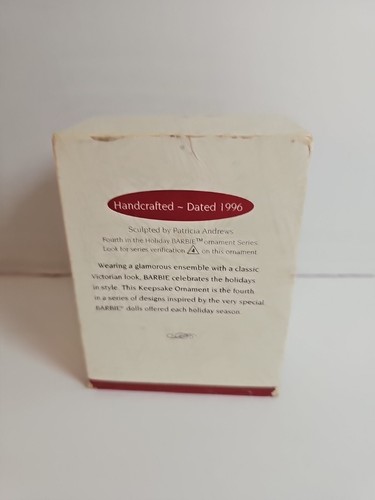 Handcrafted ~ Dated 1996
Sculpted by Patricia Andrews
Fourth in the Holiday BARBIE™ ornament Series
Look for series verification 4 on this ornament
Wearing a glamorous ensemble with a classic
Victorian look, BARBIE celebrates the holidays
in style. This Keepsake Ornament is the fourth
in a series of designs inspired by the very special
BARBIE® dolls offered each holiday season